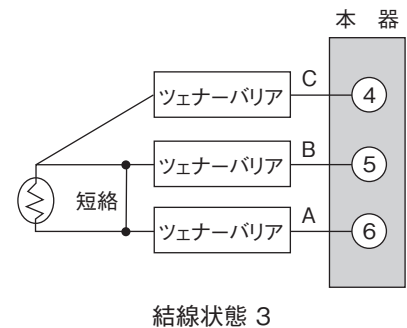 本 器
ツェナーバリア C ④
ツェナーバリア B ⑤
短絡
ツェナーバリア A ⑥
結線状態 3